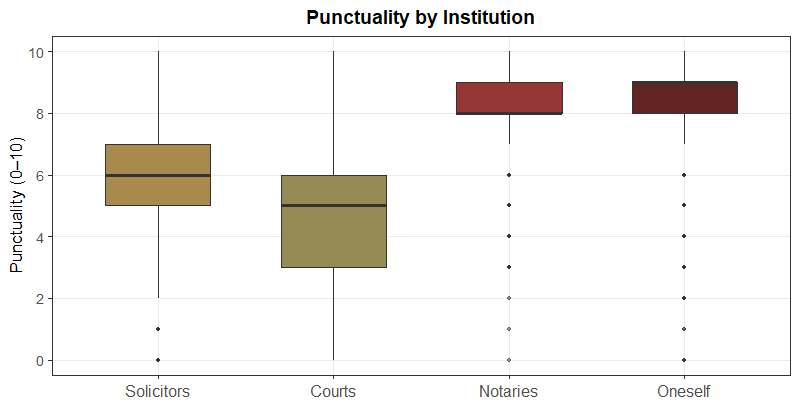 Punctuality by Institution
Punctuality (0–10)
10
8
6
4
2
0
Solicitors Courts Notaries Oneself